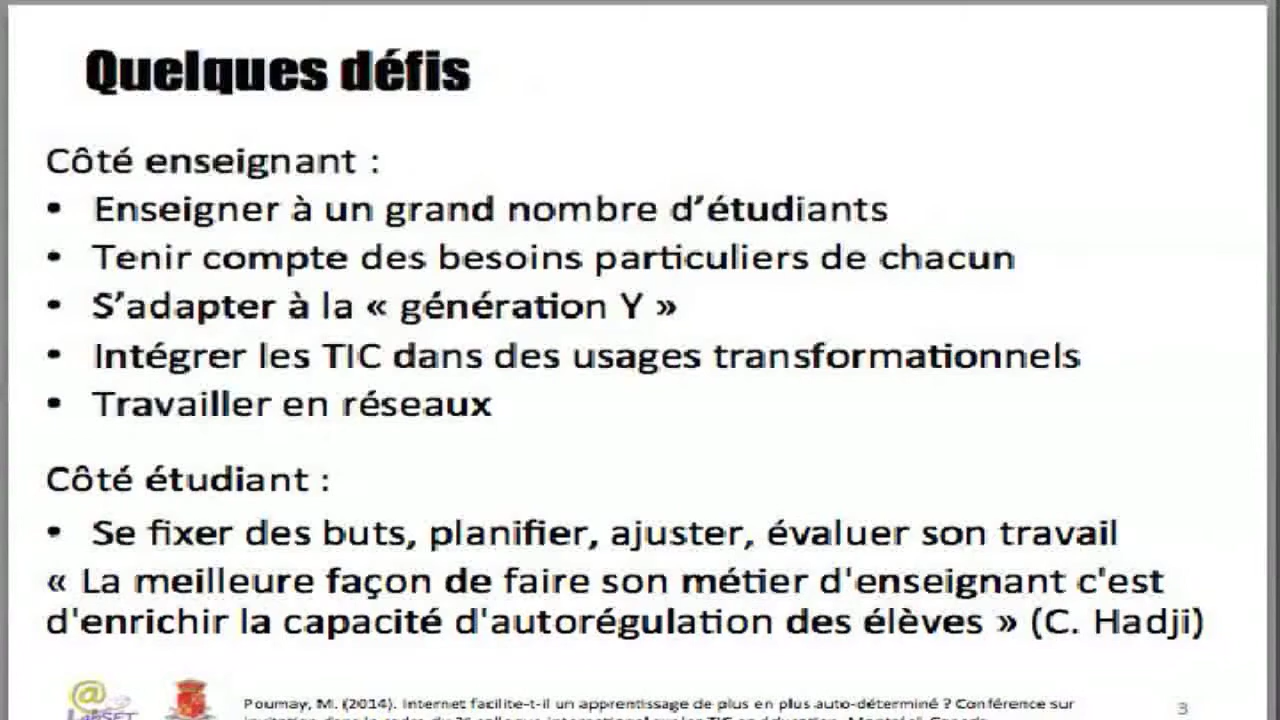 Quelques défis
Côté enseignant :
• Enseigner à un grand nombre d’étudiants
• Tenir compte des besoins particuliers de chacun
• S’adapter à la « génération Y »
• Intégrer les TIC dans des usages transformationnels
• Travailler en réseaux
Côté étudiant :
• Se fixer des buts, planifier, ajuster, évaluer son travail
« La meilleure façon de faire son métier d'enseignant c'est
d'enrichir la capacité d'autorégulation des élèves » (C. Hadji)
Poumay, M. (2014). Internet facilite-t-il un apprentissage de plus en plus auto-déterminé ? Conférence sur
3